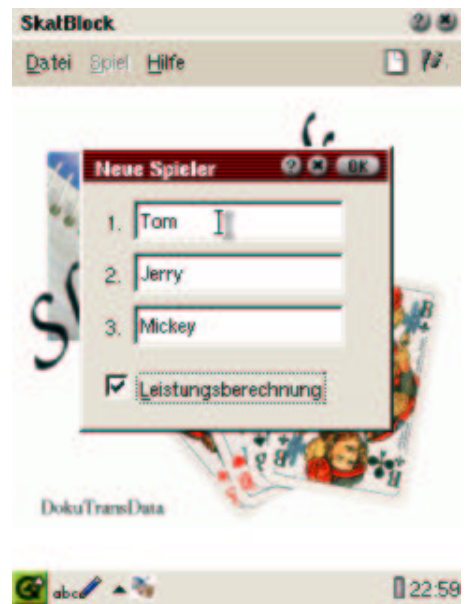 SkatBlock
Datei Spiel Hilfe
Neue Spieler ? OK
1. Tom
2. Jerry
3. Mickey
Leistungsberechnung
DokuTransData
abc 22:59